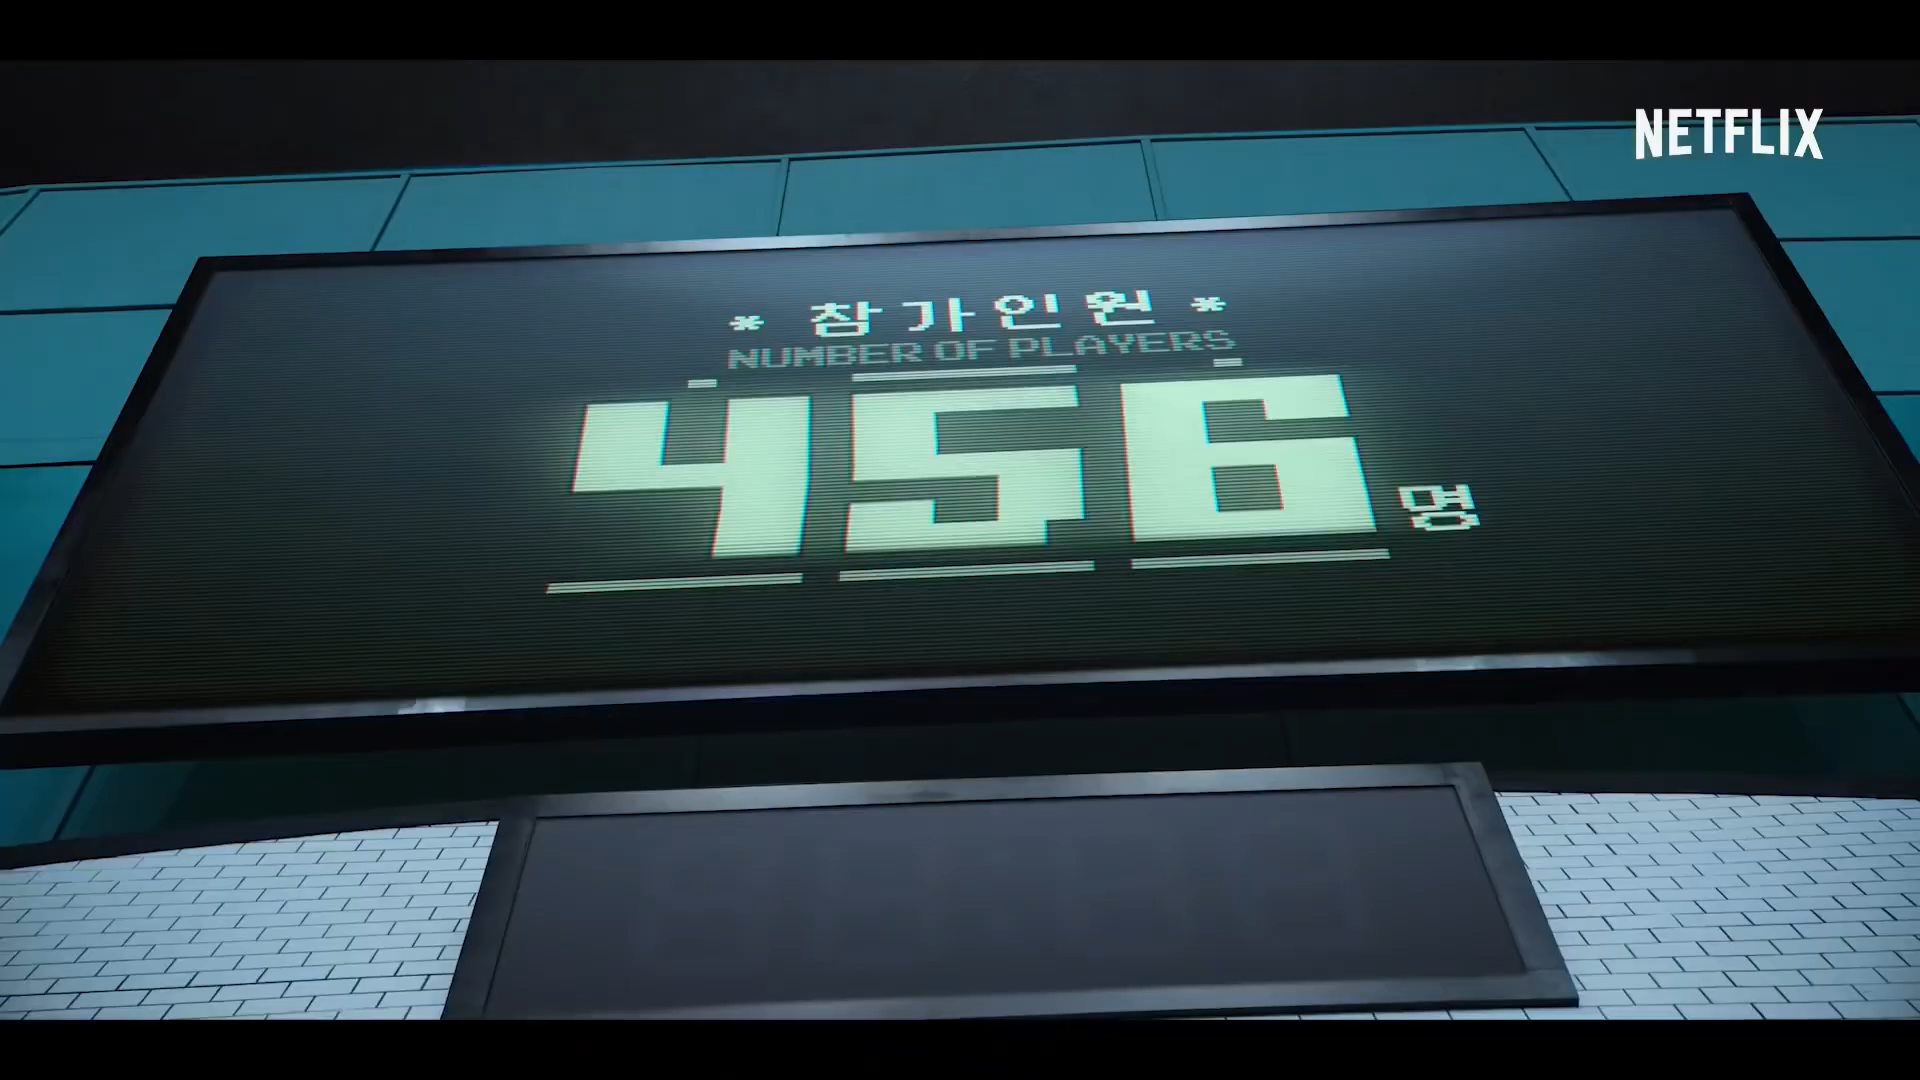 NETFLIX
* 참가인원 *
NUMBER OF PLAYERS
456명